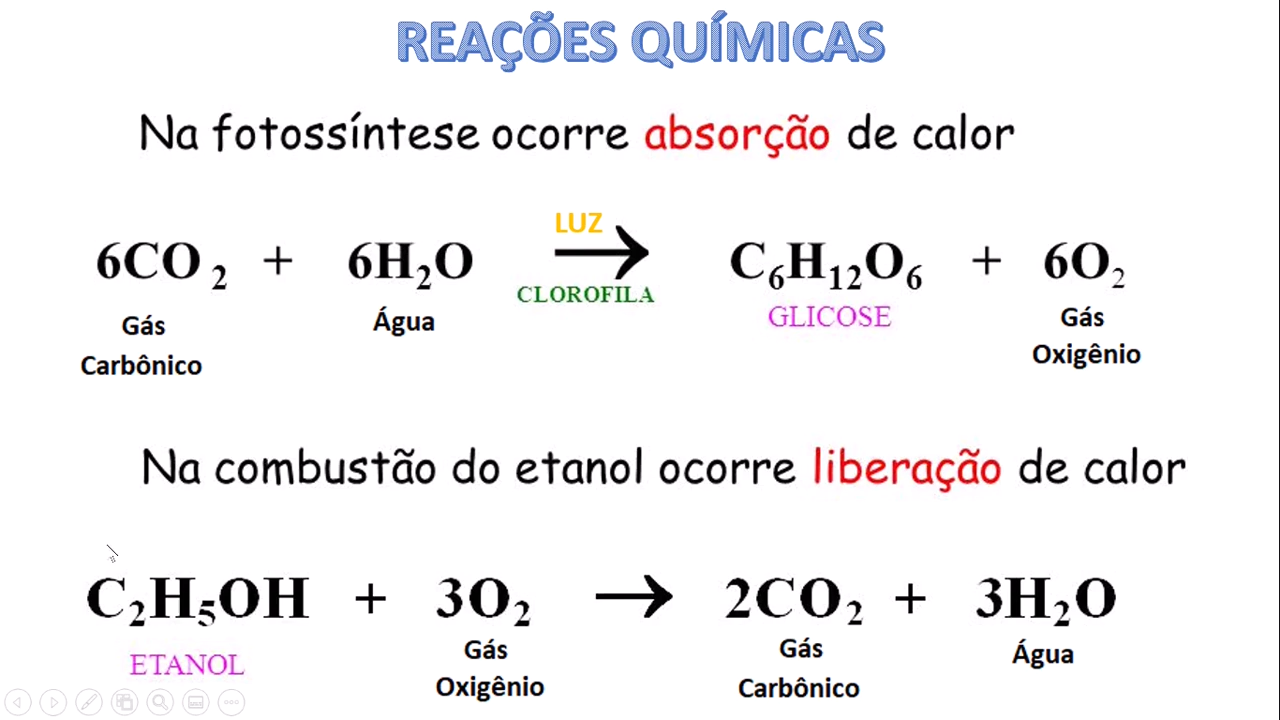 REAÇÕES QUÍMICAS
Na fotossíntese ocorre absorção de calor
LUZ
6CO₂ + 6H₂O → C₆H₁₂O₆ + 6O₂
CLOROFILA
Gás Carbônico
Água
GLICOSE
Gás Oxigênio
Na combustão do etanol ocorre liberação de calor
C₂H₅OH + 3O₂ → 2CO₂ + 3H₂O
ETANOL
Gás Oxigênio
Gás Carbônico
Água